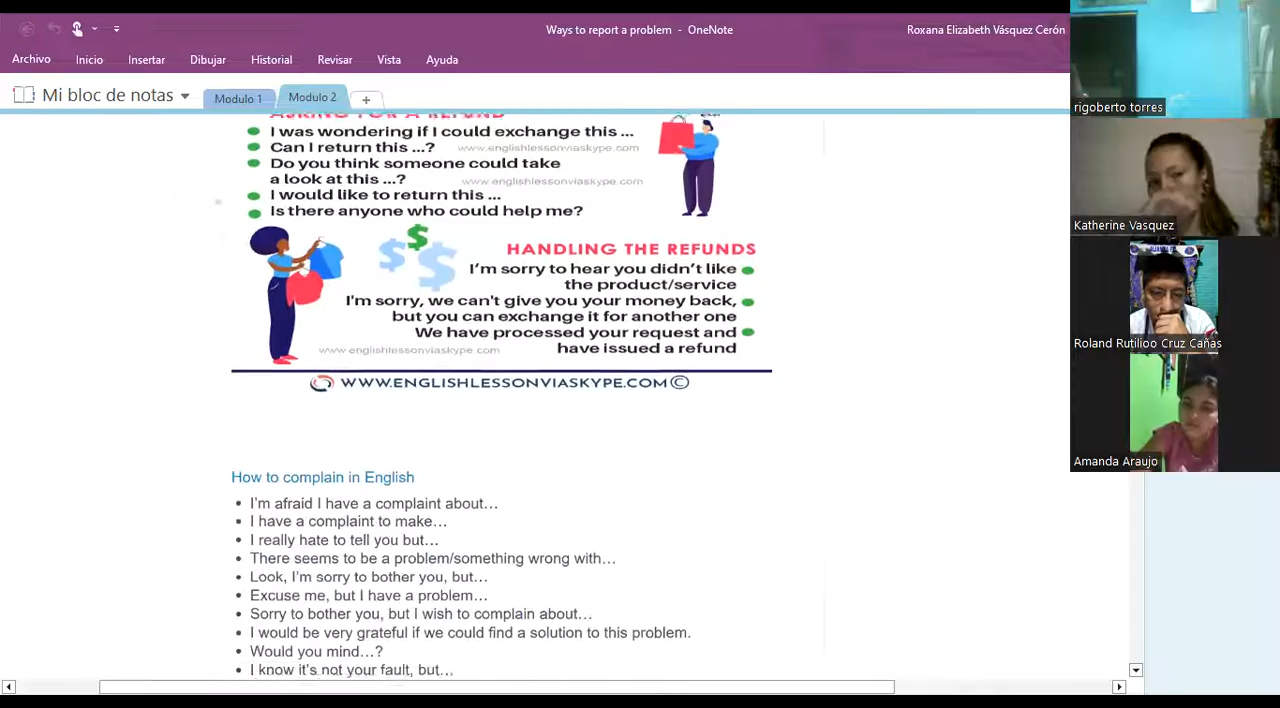 Ways to report a problem - OneNote
Roxana Elizabeth Vásquez Cerón
Archivo Inicio Insertar Dibujar Historial Revisar Vista Ayuda
Mi bloc de notas Modulo 1 Modulo 2 +
ASKING FOR A REFUND
I was wondering if I could exchange this ...
Can I return this ...? www.englishlessonviaskype.com
Do you think someone could take
a look at this ...? www.englishlessonviaskype.com
I would like to return this ...
Is there anyone who could help me?
HANDLING THE REFUNDS
I'm sorry to hear you didn't like
the product/service
I'm sorry, we can't give you your money back,
but you can exchange it for another one
We have processed your request and
www.englishlessonviaskype.com have issued a refund
WWW.ENGLISHLESSONVIASKYPE.COM©
How to complain in English
• I'm afraid I have a complaint about…
• I have a complaint to make…
• I really hate to tell you but…
• There seems to be a problem/something wrong with…
• Look, I'm sorry to bother you, but…
• Excuse me, but I have a problem…
• Sorry to bother you, but I wish to complain about…
• I would be very grateful if we could find a solution to this problem.
• Would you mind…?
• I know it's not your fault, but…
rigoberto torres
Katherine Vasquez
Roland Rutilioo Cruz Cañas
Amanda Araujo